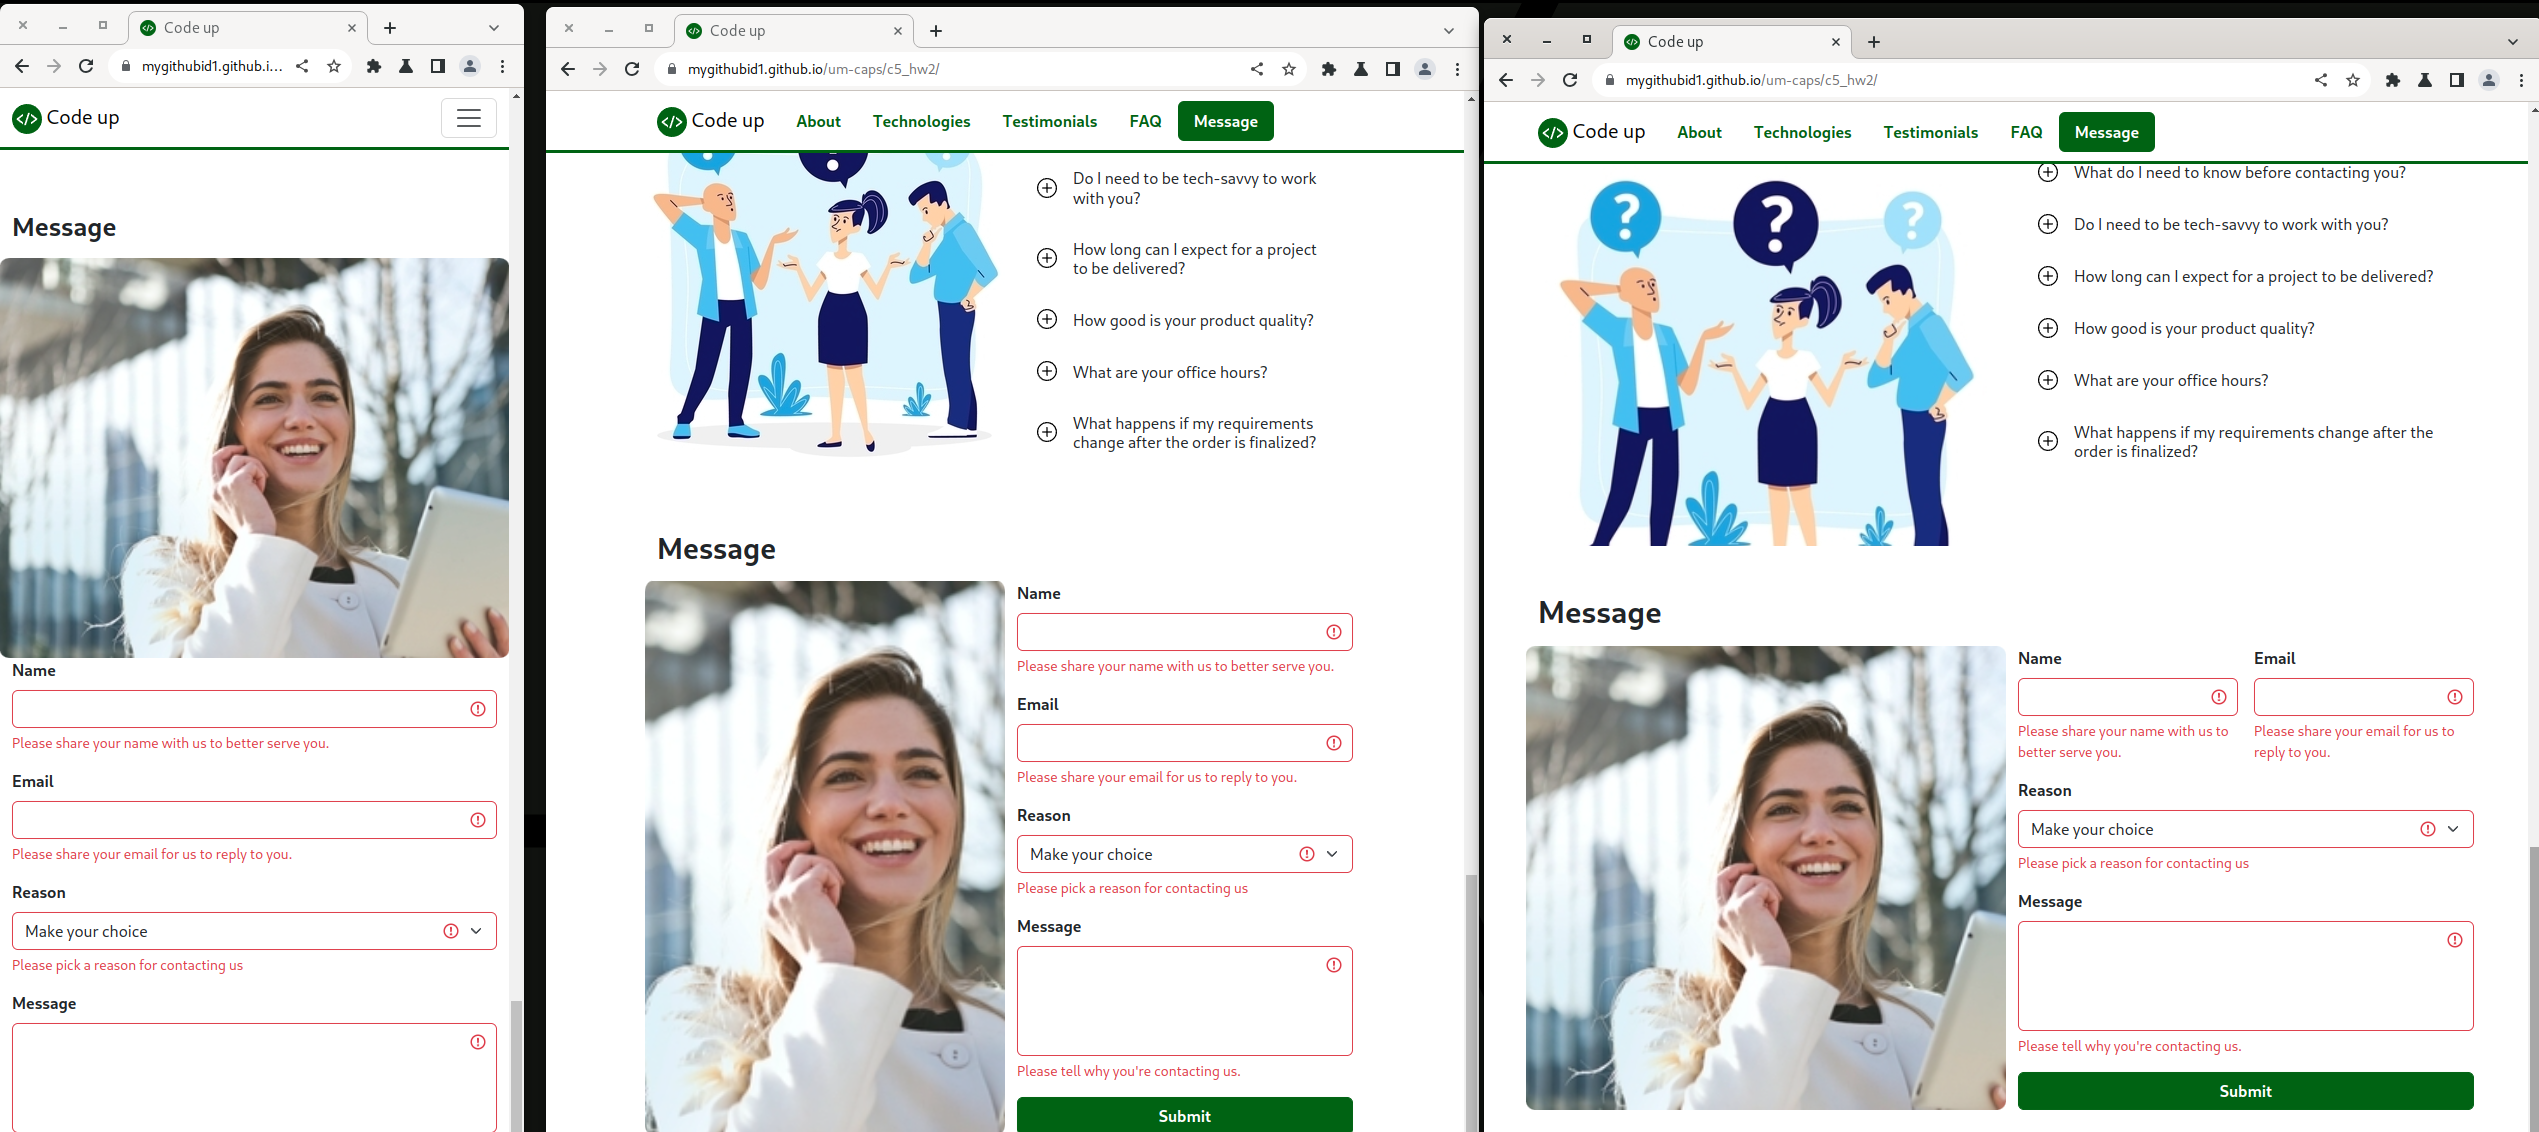 Code up
mygithubid1.github.i...
Code up
Message
Name
Please share your name with us to better serve you.
Email
Please share your email for us to reply to you.
Reason
Make your choice
Please pick a reason for contacting us
Message
Code up
mygithubid1.github.io/um-caps/c5_hw2/
Code up
About
Technologies
Testimonials
FAQ
Message
Do I need to be tech-savvy to work
with you?
How long can I expect for a project
to be delivered?
How good is your product quality?
What are your office hours?
What happens if my requirements
change after the order is finalized?
Message
Name
Please share your name with us to better serve you.
Email
Please share your email for us to reply to you.
Reason
Make your choice
Please pick a reason for contacting us
Message
Please tell why you're contacting us.
Submit
Code up
mygithubid1.github.io/um-caps/c5_hw2/
Code up
About
Technologies
Testimonials
FAQ
Message
? ? ?
What do I need to know before contacting you?
Do I need to be tech-savvy to work with you?
How long can I expect for a project to be delivered?
How good is your product quality?
What are your office hours?
What happens if my requirements change after the
order is finalized?
Message
Name
Please share your name with us to
better serve you.
Email
Please share your email for us to
reply to you.
Reason
Make your choice
Please pick a reason for contacting us
Message
Please tell why you're contacting us.
Submit